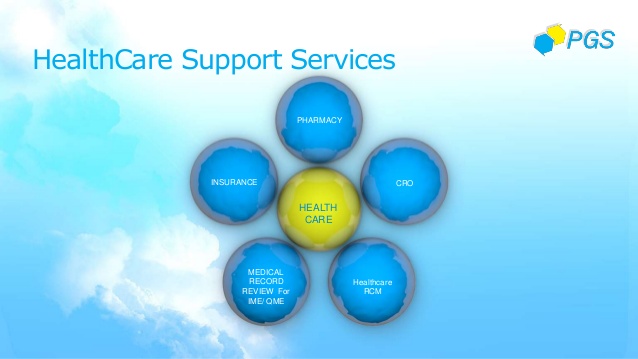 PGS
HealthCare Support Services
PHARMACY
INSURANCE
CRO
HEALTH
CARE
MEDICAL
RECORD
REVIEW For
IME/ QME
Healthcare
RCM